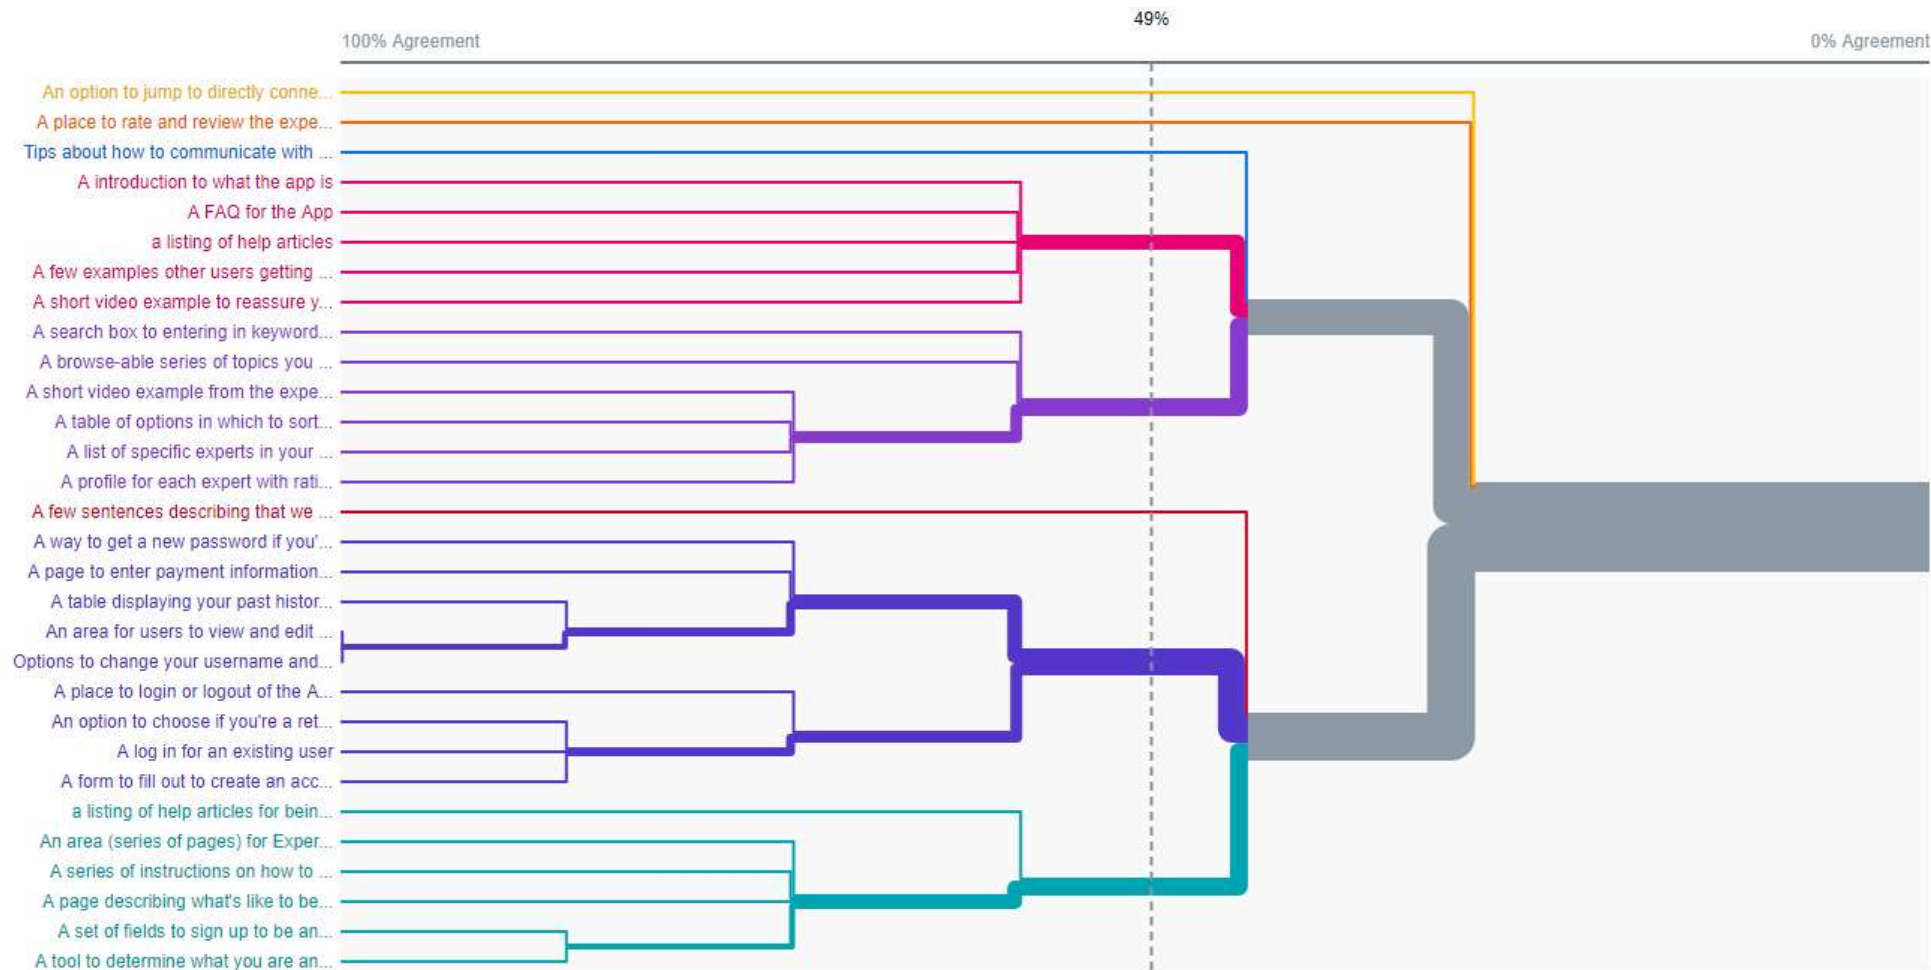 49%
100% Agreement
0% Agreement
An option to jump to directly conne...
A place to rate and review the expe...
Tips about how to communicate with ...
A introduction to what the app is
A FAQ for the App
a listing of help articles
A few examples other users getting ...
A short video example to reassure y...
A search box to entering in keyword...
A browse-able series of topics you ...
A short video example from the expe...
A table of options in which to sort...
A list of specific experts in your ...
A profile for each expert with rati...
A few sentences describing that we ...
A way to get a new password if you'...
A page to enter payment information...
A table displaying your past histor...
An area for users to view and edit ...
Options to change your username and...
A place to login or logout of the A...
An option to choose if you're a ret...
A log in for an existing user
A form to fill out to create an acc...
a listing of help articles for bein...
An area (series of pages) for Exper...
A series of instructions on how to ...
A page describing what's like to be...
A set of fields to sign up to be an...
A tool to determine what you are an...